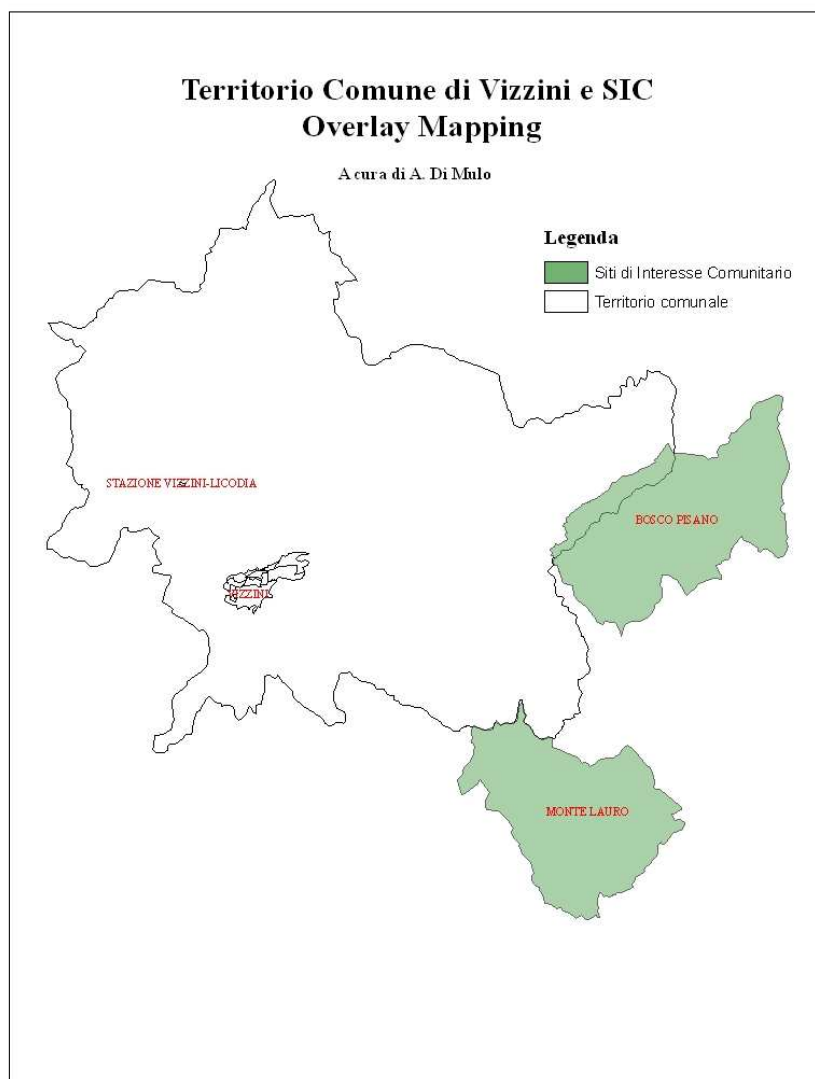 Territorio Comune di Vizzini e SIC
Overlay Mapping
A cura di A. Di Mulo
Legenda
Siti di Interesse Comunitario
Territorio comunale
STAZIONE VIZZINI-LICODIA
BOSCO PISANO
VIZZINI
MONTE LAURO